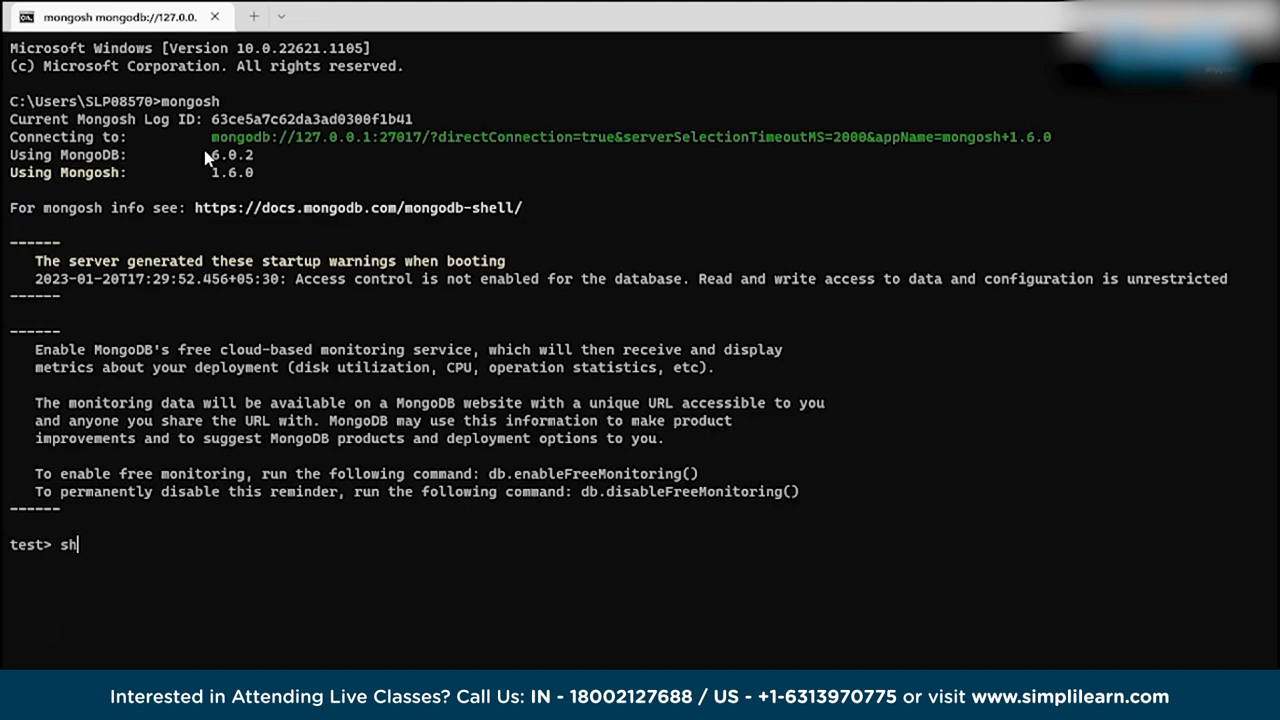 mongosh mongodb://127.0.0.
Microsoft Windows [Version 10.0.22621.1105]
(c) Microsoft Corporation. All rights reserved.
C:\Users\SLP08570>mongosh
Current Mongosh Log ID: 63ce5a7c62da3ad0300f1b41
Connecting to: mongodb://127.0.0.1:27017/?directConnection=true&serverSelectionTimeoutMS=2000&appName=mongosh+1.6.0
Using MongoDB: 6.0.2
Using Mongosh: 1.6.0
For mongosh info see: https://docs.mongodb.com/mongodb-shell/
------
The server generated these startup warnings when booting
2023-01-20T17:29:52.456+05:30: Access control is not enabled for the database. Read and write access to data and configuration is unrestricted
------
------
Enable MongoDB's free cloud-based monitoring service, which will then receive and display
metrics about your deployment (disk utilization, CPU, operation statistics, etc).
The monitoring data will be available on a MongoDB website with a unique URL accessible to you
and anyone you share the URL with. MongoDB may use this information to make product
improvements and to suggest MongoDB products and deployment options to you.
To enable free monitoring, run the following command: db.enableFreeMonitoring()
To permanently disable this reminder, run the following command: db.disableFreeMonitoring()
------
test> sh
Interested in Attending Live Classes? Call Us: IN - 18002127688 / US - +1-6313970775 or visit www.simplilearn.com